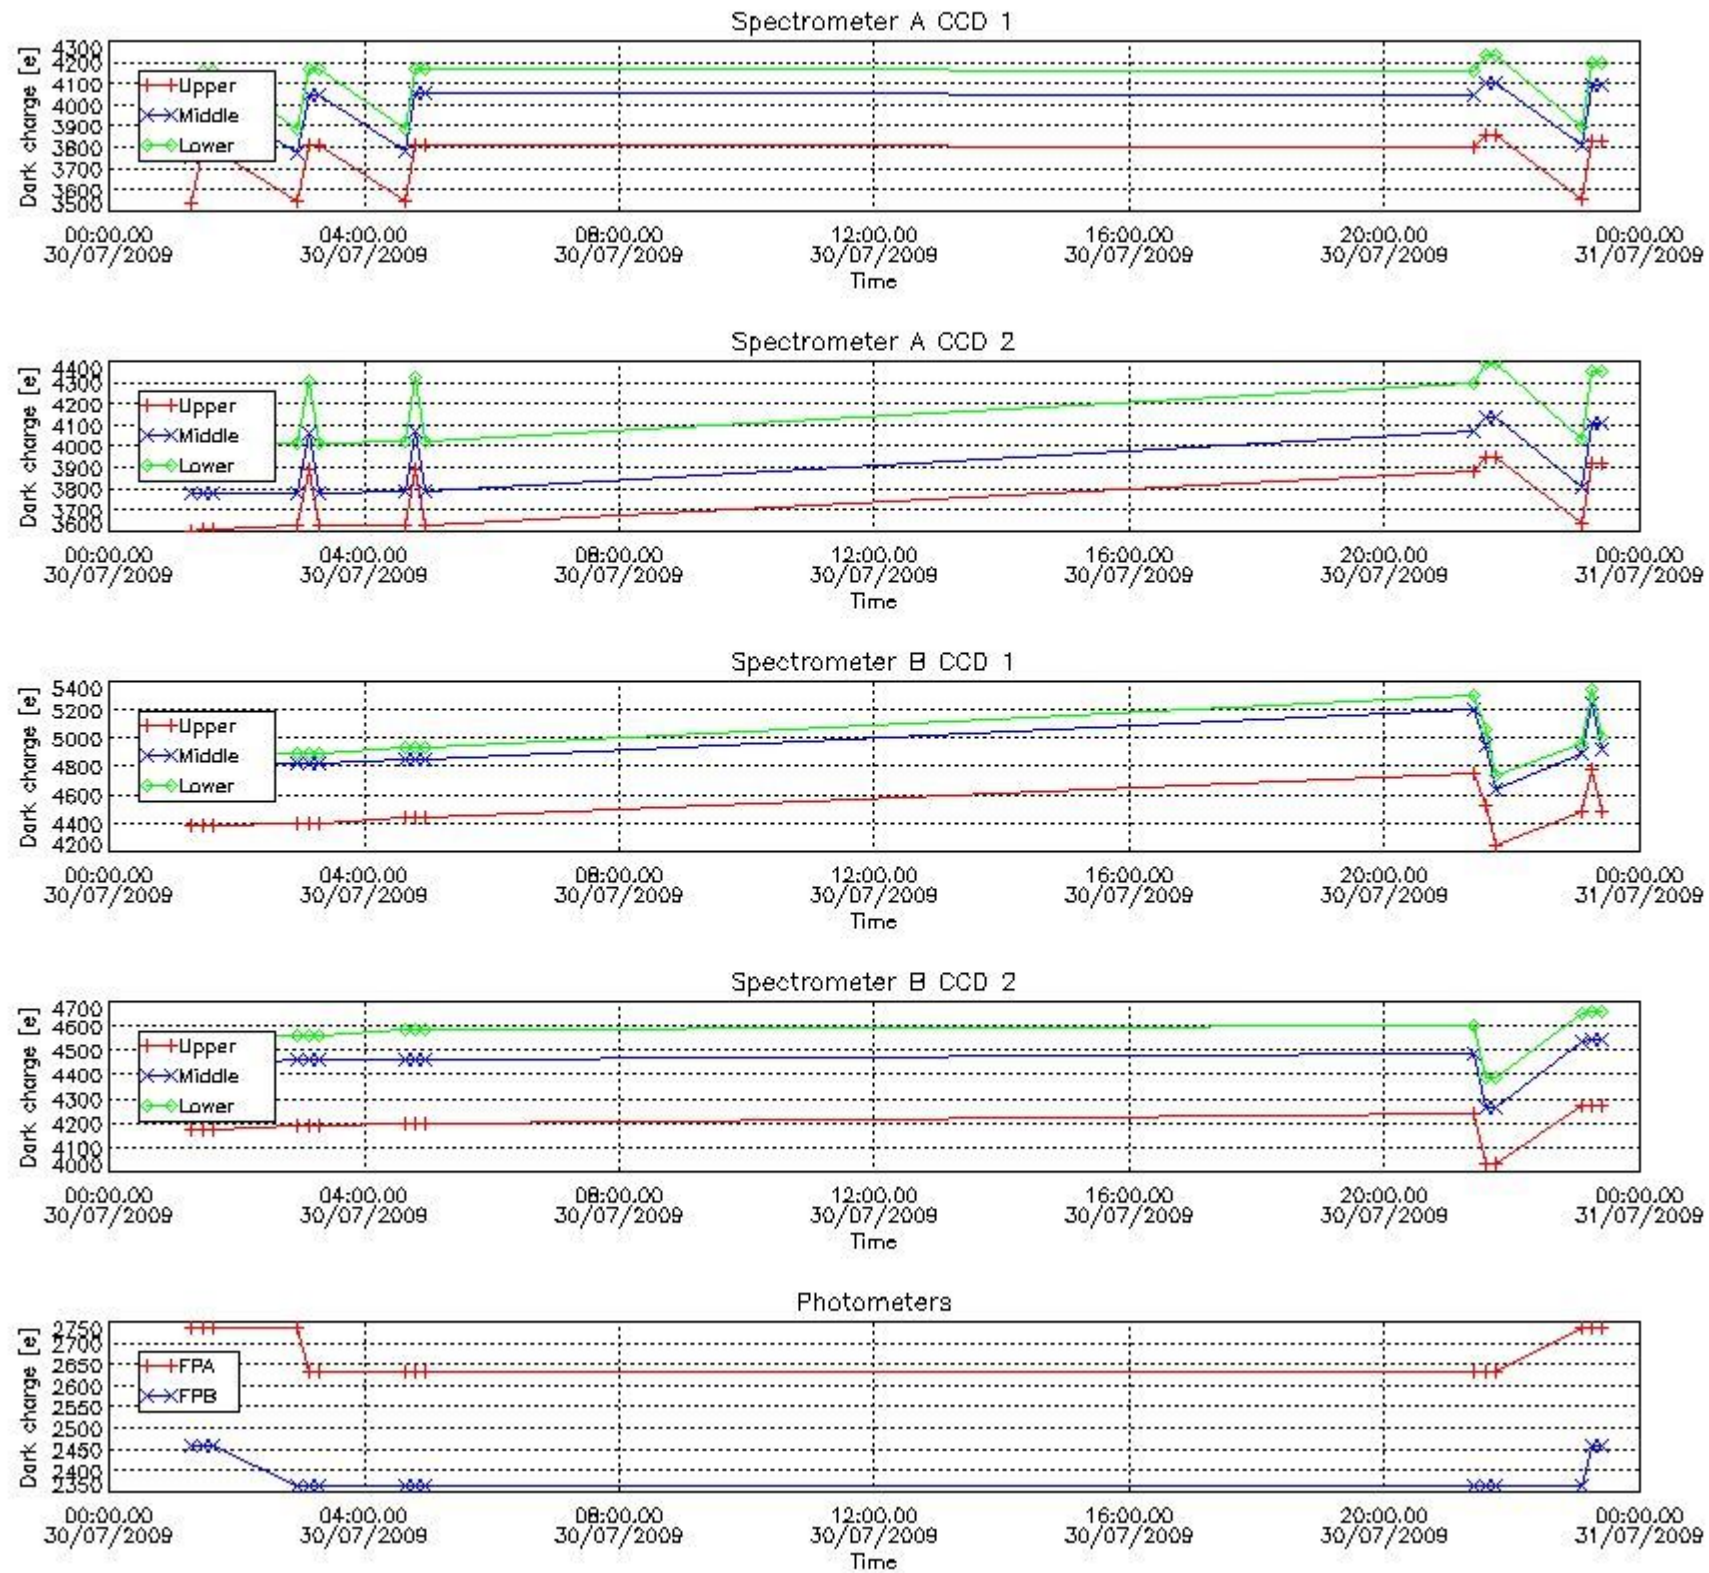 Spectrometer A CCD 1
Dark charge [e]
4300
4200
4100
4000
3900
3800
3700
3600
3500
Upper
Middle
Lower
00:00.00 04:00.00 08:00.00 12:00.00 16:00.00 20:00.00 00:00.00
30/07/2009 30/07/2009 30/07/2009 30/07/2009 30/07/2009 30/07/2009 31/07/2009
Time
Spectrometer A CCD 2
Dark charge [e]
4400
4300
4200
4100
4000
3900
3800
3700
3600
Upper
Middle
Lower
00:00.00 04:00.00 08:00.00 12:00.00 16:00.00 20:00.00 00:00.00
30/07/2009 30/07/2009 30/07/2009 30/07/2009 30/07/2009 30/07/2009 31/07/2009
Time
Spectrometer B CCD 1
Dark charge [e]
5400
5200
5000
4800
4600
4400
4200
Upper
Middle
Lower
00:00.00 04:00.00 08:00.00 12:00.00 16:00.00 20:00.00 00:00.00
30/07/2009 30/07/2009 30/07/2009 30/07/2009 30/07/2009 30/07/2009 31/07/2009
Time
Spectrometer B CCD 2
Dark charge [e]
4700
4600
4500
4400
4300
4200
4100
4000
Upper
Middle
Lower
00:00.00 04:00.00 08:00.00 12:00.00 16:00.00 20:00.00 00:00.00
30/07/2009 30/07/2009 30/07/2009 30/07/2009 30/07/2009 30/07/2009 31/07/2009
Time
Photometers
Dark charge [e]
2750
2700
2650
2600
2550
2500
2450
2400
2350
FPA
FPB
00:00.00 04:00.00 08:00.00 12:00.00 16:00.00 20:00.00 00:00.00
30/07/2009 30/07/2009 30/07/2009 30/07/2009 30/07/2009 30/07/2009 31/07/2009
Time